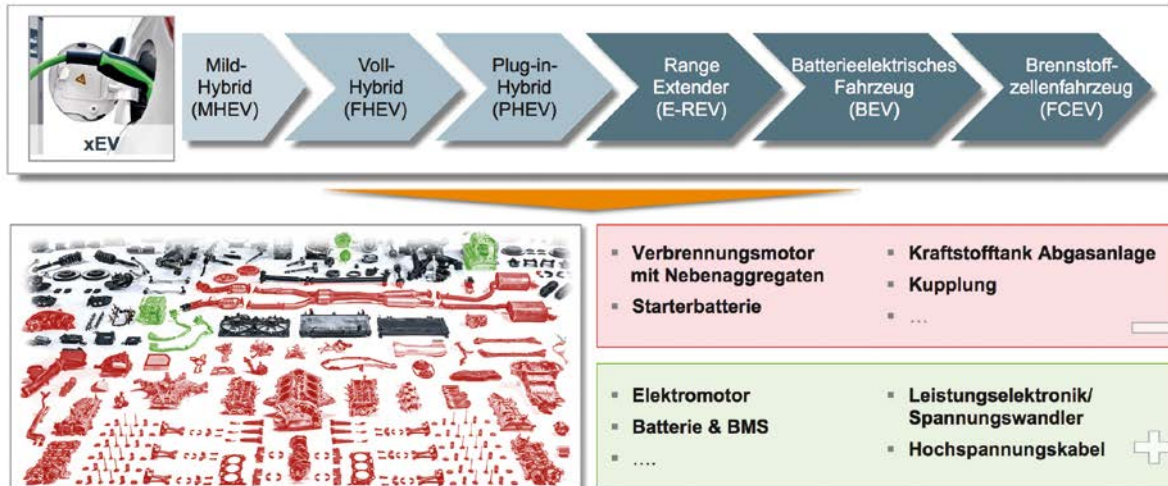 xEV
Mild-
Hybrid
(MHEV)
Voll-
Hybrid
(FHEV)
Plug-in-
Hybrid
(PHEV)
Range
Extender
(E-REV)
Batterieelektrisches
Fahrzeug
(BEV)
Brennstoff-
zellenfahrzeug
(FCEV)
▪ Verbrennungsmotor
mit Nebenaggregaten
▪ Starterbatterie
▪ Kraftstofftank Abgasanlage
▪ Kupplung
▪ ...
▪ Elektromotor
▪ Batterie & BMS
▪ ....
▪ Leistungselektronik/
Spannungswandler
▪ Hochspannungskabel